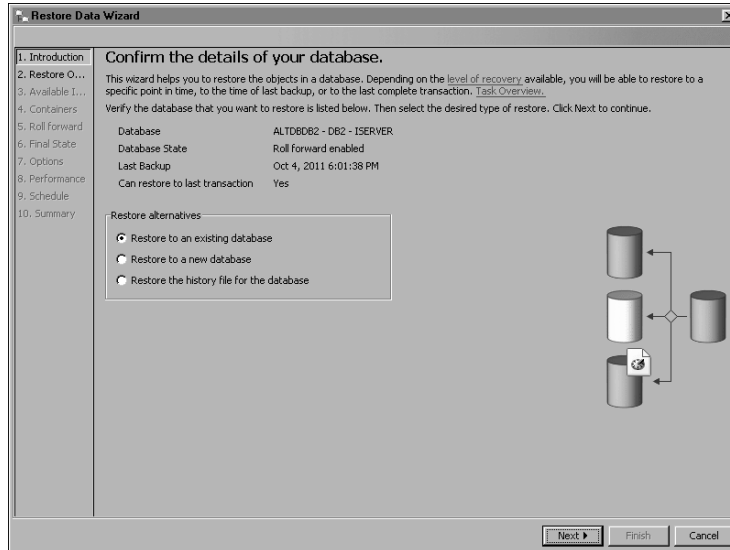 Restore Data Wizard
1. Introduction
2. Restore O...
3. Available I...
4. Containers
5. Roll forward
6. Final State
7. Options
8. Performance
9. Schedule
10. Summary
Confirm the details of your database.
This wizard helps you to restore the objects in a database. Depending on the level of recovery available, you will be able to restore to a
specific point in time, to the time of last backup, or to the last complete transaction. Task Overview.
Verify the database that you want to restore is listed below. Then select the desired type of restore. Click Next to continue.
Database ALTDBDB2 - DB2 - ISERVER
Database State Roll forward enabled
Last Backup Oct 4, 2011 6:01:38 PM
Can restore to last transaction Yes
Restore alternatives
Restore to an existing database
Restore to a new database
Restore the history file for the database
Next
Finish
Cancel